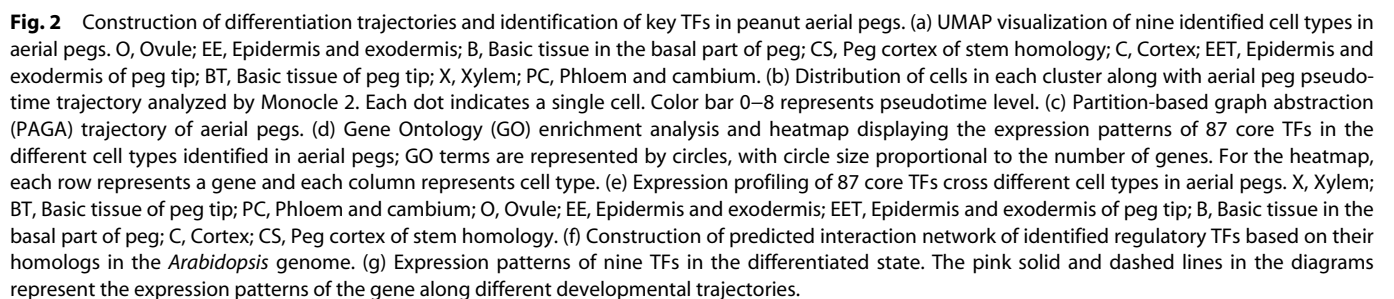 Fig. 2 Construction of differentiation trajectories and identification of key TFs in peanut aerial pegs. (a) UMAP visualization of nine identified cell types in
aerial pegs. O, Ovule; EE, Epidermis and exodermis; B, Basic tissue in the basal part of peg; CS, Peg cortex of stem homology; C, Cortex; EET, Epidermis and
exodermis of peg tip; BT, Basic tissue of peg tip; X, Xylem; PC, Phloem and cambium. (b) Distribution of cells in each cluster along with aerial peg pseudo-
time trajectory analyzed by Monocle 2. Each dot indicates a single cell. Color bar 0–8 represents pseudotime level. (c) Partition-based graph abstraction
(PAGA) trajectory of aerial pegs. (d) Gene Ontology (GO) enrichment analysis and heatmap displaying the expression patterns of 87 core TFs in the
different cell types identified in aerial pegs; GO terms are represented by circles, with circle size proportional to the number of genes. For the heatmap,
each row represents a gene and each column represents cell type. (e) Expression profiling of 87 core TFs cross different cell types in aerial pegs. X, Xylem;
BT, Basic tissue of peg tip; PC, Phloem and cambium; O, Ovule; EE, Epidermis and exodermis; EET, Epidermis and exodermis of peg tip; B, Basic tissue in the
basal part of peg; C, Cortex; CS, Peg cortex of stem homology. (f) Construction of predicted interaction network of identified regulatory TFs based on their
homologs in the Arabidopsis genome. (g) Expression patterns of nine TFs in the differentiated state. The pink solid and dashed lines in the diagrams
represent the expression patterns of the gene along different developmental trajectories.